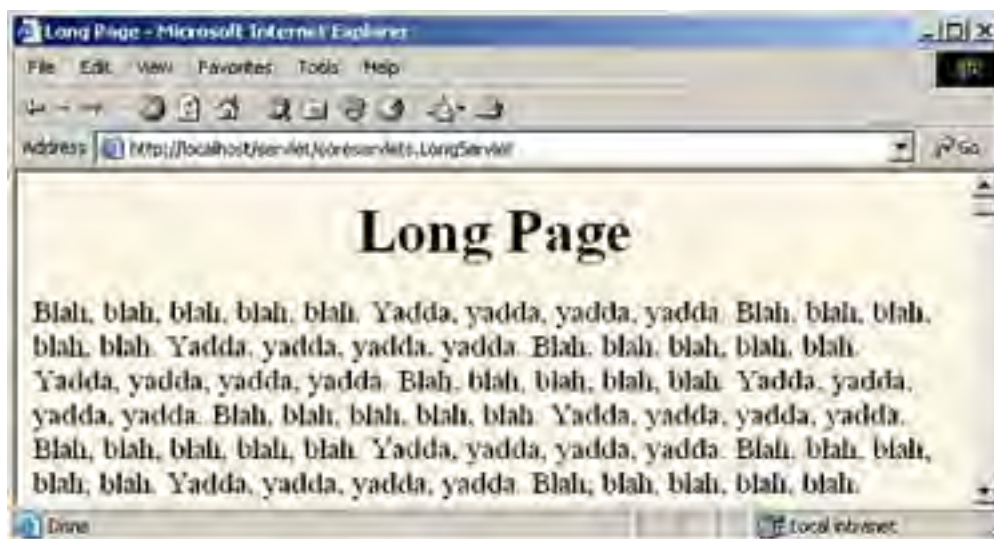 Long Page - Microsoft Internet Explorer
File Edit View Favorites Tools Help
Address http://localhost/servlet/coreservlets.LongServlet Go
Long Page
Blah, blah, blah, blah, blah. Yadda, yadda, yadda, yadda. Blah, blah, blah,
blah, blah. Yadda, yadda, yadda, yadda. Blah, blah, blah, blah, blah.
Yadda, yadda, yadda, yadda. Blah, blah, blah, blah, blah. Yadda, yadda,
yadda, yadda. Blah, blah, blah, blah, blah. Yadda, yadda, yadda, yadda.
Blah, blah, blah, blah, blah. Yadda, yadda, yadda, yadda. Blah, blah, blah,
blah, blah. Yadda, yadda, yadda, yadda. Blah, blah, blah, blah, blah.
Done Local intranet